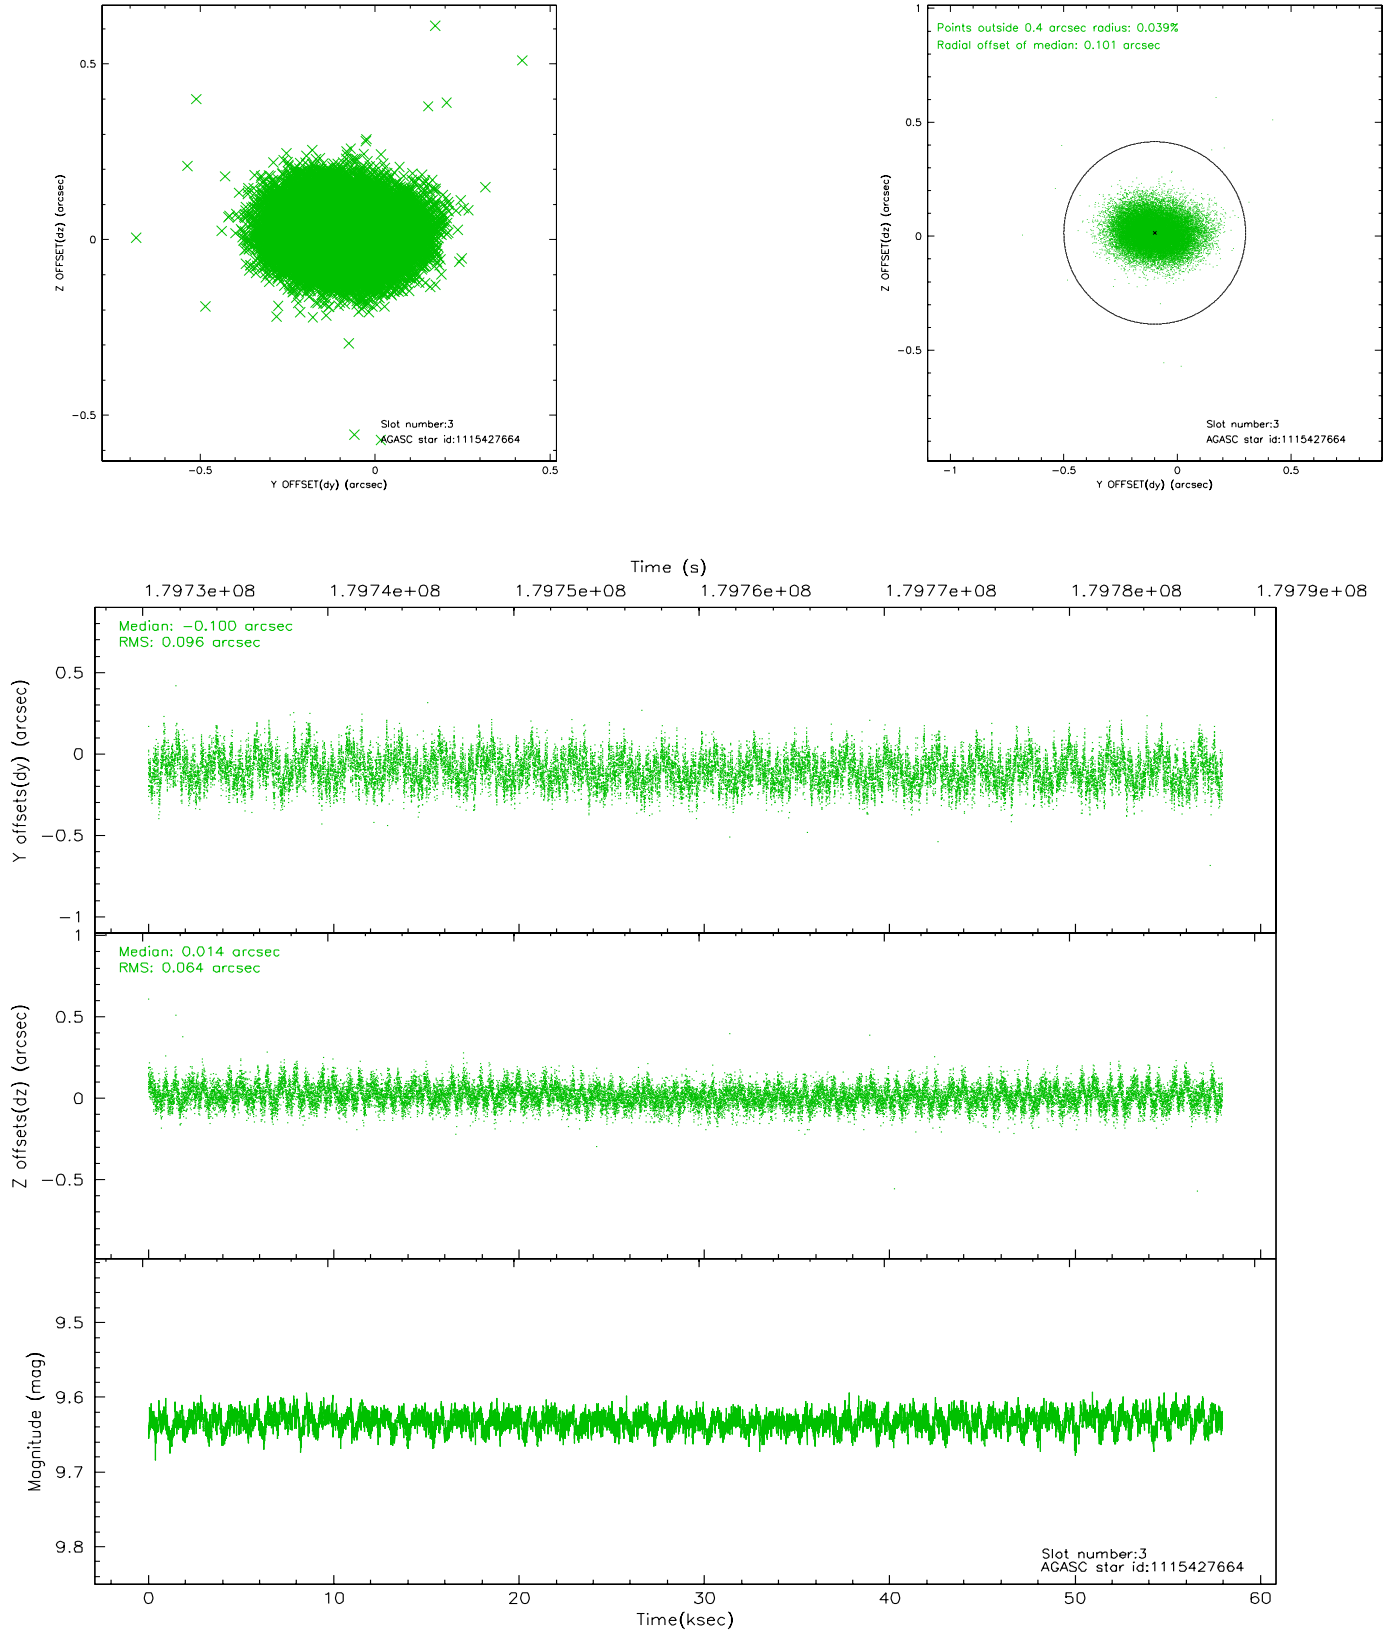 0.5
0
−0.5
Z OFFSET(dz) (arcsec)
Slot number:3
AGASC star id:1115427664
−0.5
0
0.5
Y OFFSET(dy) (arcsec)
1
0.5
0
−0.5
Z OFFSET(dz) (arcsec)
Points outside 0.4 arcsec radius: 0.039%
Radial offset of median: 0.101 arcsec
Slot number:3
AGASC star id:1115427664
−1
−0.5
0
0.5
Y OFFSET(dy) (arcsec)
Time (s)
1.7973e+08
1.7974e+08
1.7975e+08
1.7976e+08
1.7977e+08
1.7978e+08
1.7979e+08
Median: −0.100 arcsec
RMS: 0.096 arcsec
0.5
0
−0.5
−1
Y offsets(dy) (arcsec)
Median: 0.014 arcsec
RMS: 0.064 arcsec
1
0.5
0
−0.5
Z offsets(dz) (arcsec)
9.5
9.6
9.7
9.8
Magnitude (mag)
Slot number:3
AGASC star id:1115427664
0
10
20
30
40
50
60
Time(ksec)